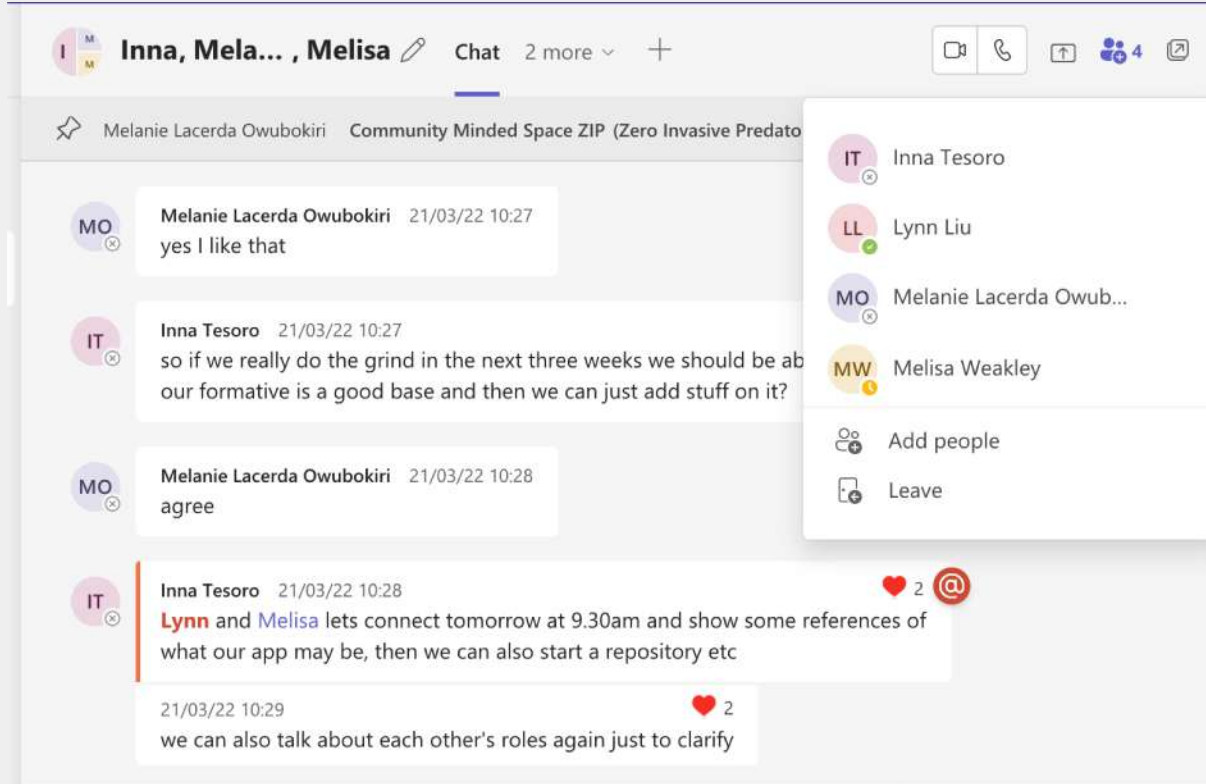 I
M
M
Inna, Mela... , Melisa
Chat
2 more
4
Melanie Lacerda Owubokiri Community Minded Space ZIP (Zero Invasive Predato
MO
Melanie Lacerda Owubokiri 21/03/22 10:27
yes I like that
IT
Inna Tesoro 21/03/22 10:27
so if we really do the grind in the next three weeks we should be ab
our formative is a good base and then we can just add stuff on it?
MO
Melanie Lacerda Owubokiri 21/03/22 10:28
agree
IT
Inna Tesoro 21/03/22 10:28
2 @
Lynn and Melisa lets connect tomorrow at 9.30am and show some references of
what our app may be, then we can also start a repository etc
21/03/22 10:29
2
we can also talk about each other's roles again just to clarify
IT
Inna Tesoro
LL
Lynn Liu
MO
Melanie Lacerda Owub...
MW
Melisa Weakley
Add people
Leave